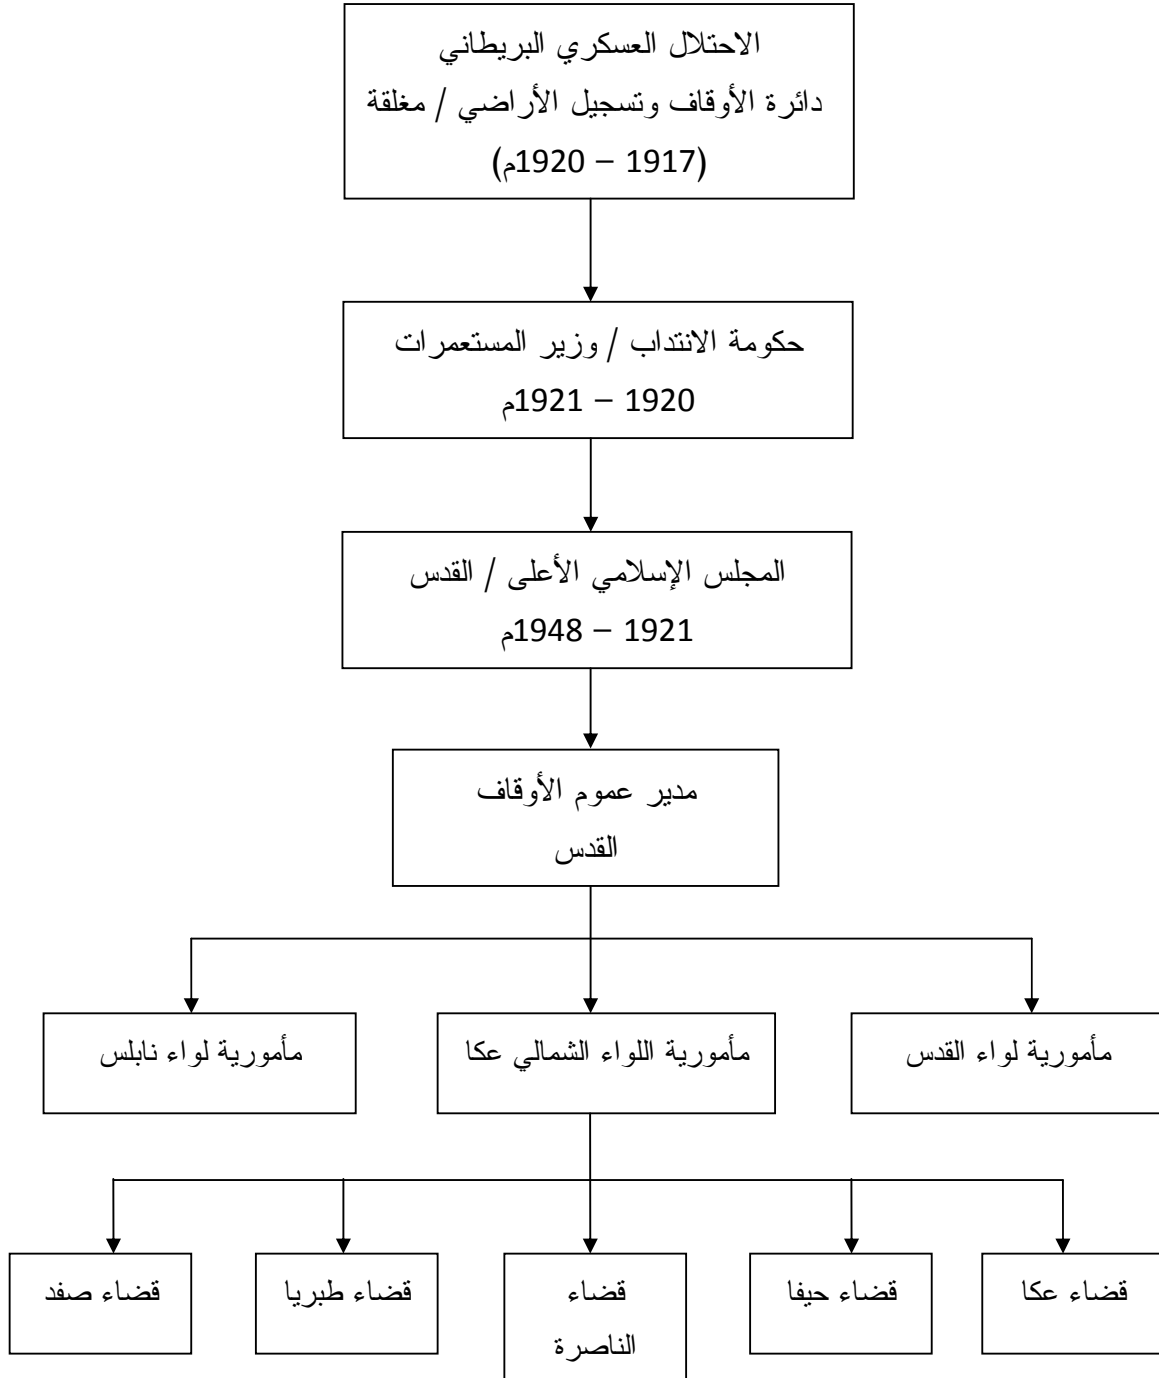 الاحتلال العسكري البريطاني
دائرة الأوقاف وتسجيل الأراضي / مغلقة
(1917 – 1920م)
حكومة الانتداب / وزير المستعمرات
1920 – 1921م
المجلس الإسلامي الأعلى / القدس
1921 – 1948م
مدير عموم الأوقاف
القدس
مأمورية لواء القدس
مأمورية اللواء الشمالي عكا
مأمورية لواء نابلس
قضاء عكا
قضاء حيفا
قضاء
الناصرة
قضاء طبريا
قضاء صفد